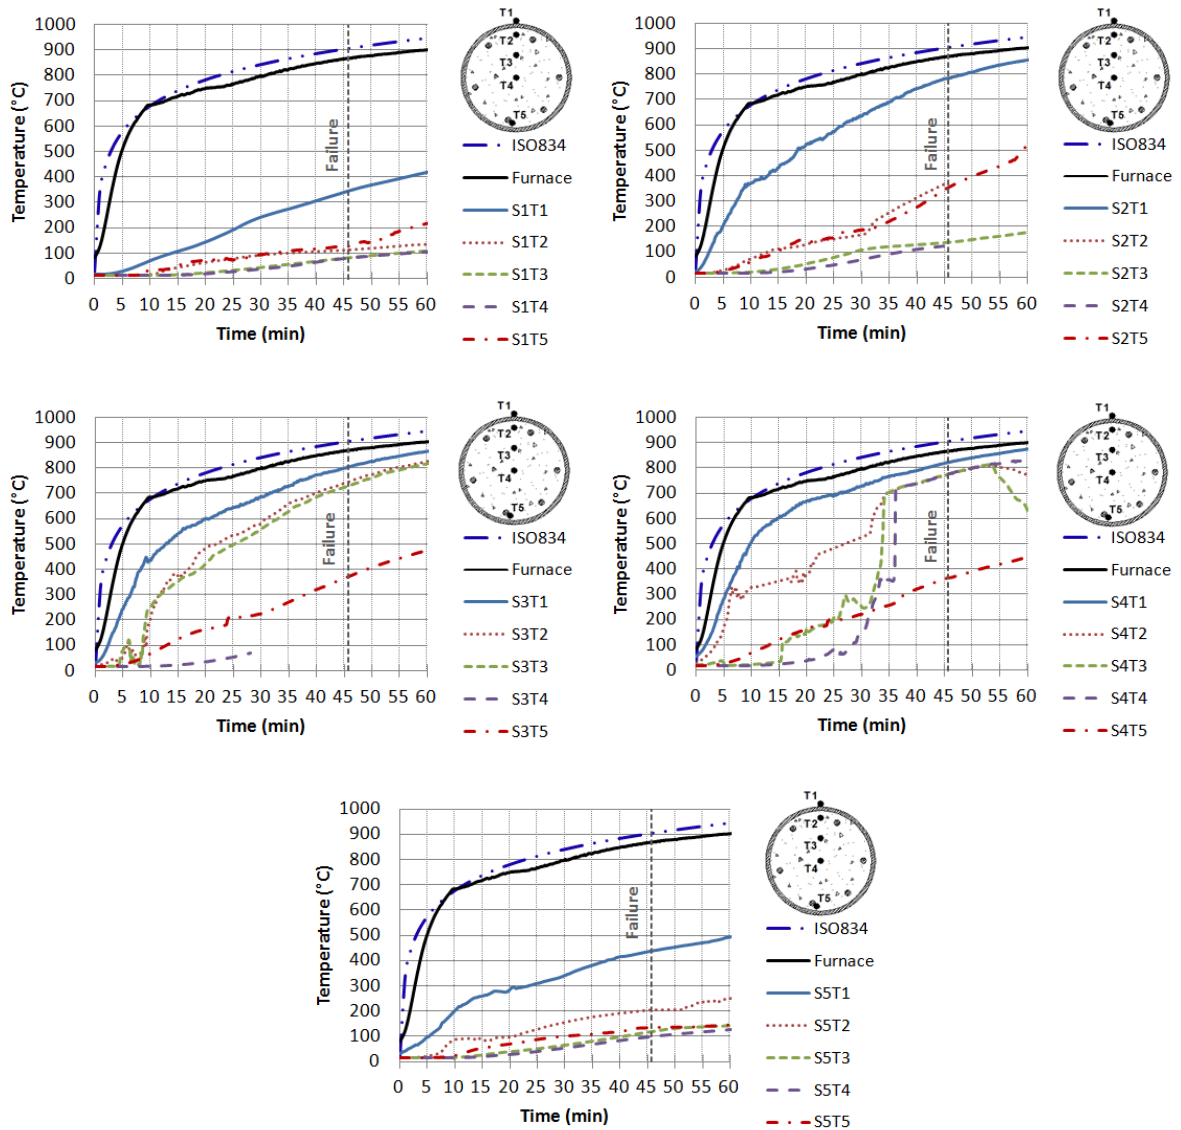 T1
T2
T3
T4
T5
Temperature (°C)
1000
900
800
700
600
500
400
300
200
100
0
0 5 10 15 20 25 30 35 40 45 50 55 60
Time (min)
Failure
ISO834
Furnace
S1T1
S1T2
S1T3
S1T4
S1T5
T1
T2
T3
T4
T5
Temperature (°C)
1000
900
800
700
600
500
400
300
200
100
0
0 5 10 15 20 25 30 35 40 45 50 55 60
Time (min)
Failure
ISO834
Furnace
S2T1
S2T2
S2T3
S2T4
S2T5
T1
T2
T3
T4
T5
Temperature (°C)
1000
900
800
700
600
500
400
300
200
100
0
0 5 10 15 20 25 30 35 40 45 50 55 60
Time (min)
Failure
ISO834
Furnace
S3T1
S3T2
S3T3
S3T4
S3T5
T1
T2
T3
T4
T5
Temperature (°C)
1000
900
800
700
600
500
400
300
200
100
0
0 5 10 15 20 25 30 35 40 45 50 55 60
Time (min)
Failure
ISO834
Furnace
S4T1
S4T2
S4T3
S4T4
S4T5
T1
T2
T3
T4
T5
Temperature (°C)
1000
900
800
700
600
500
400
300
200
100
0
0 5 10 15 20 25 30 35 40 45 50 55 60
Time (min)
Failure
ISO834
Furnace
S5T1
S5T2
S5T3
S5T4
S5T5